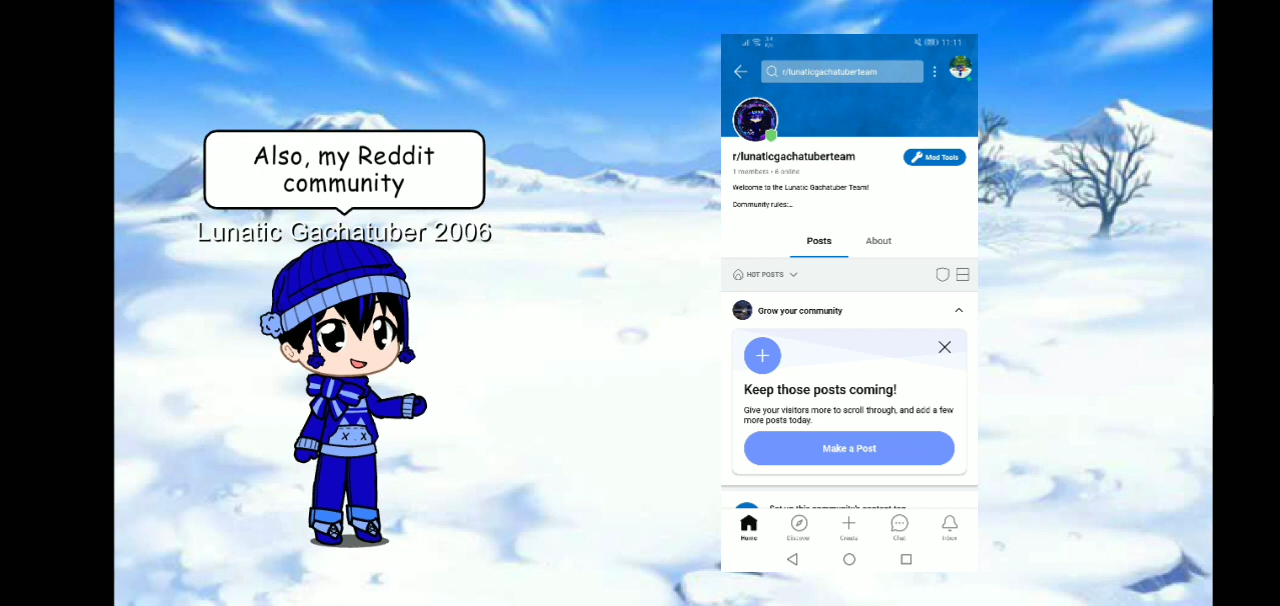 Also, my Reddit
community
Lunatic Gachatuber 2006
11:11
r/lunaticgachatuberteam
r/lunaticgachatuberteam
Mod Tools
1 members • 6 online
Welcome to the Lunatic Gachatuber Team!
Community rules:...
Posts About
HOT POSTS
Grow your community
Keep those posts coming!
Give your visitors more to scroll through, and add a few
more posts today.
Make a Post
Home Discover Create Chat Inbox